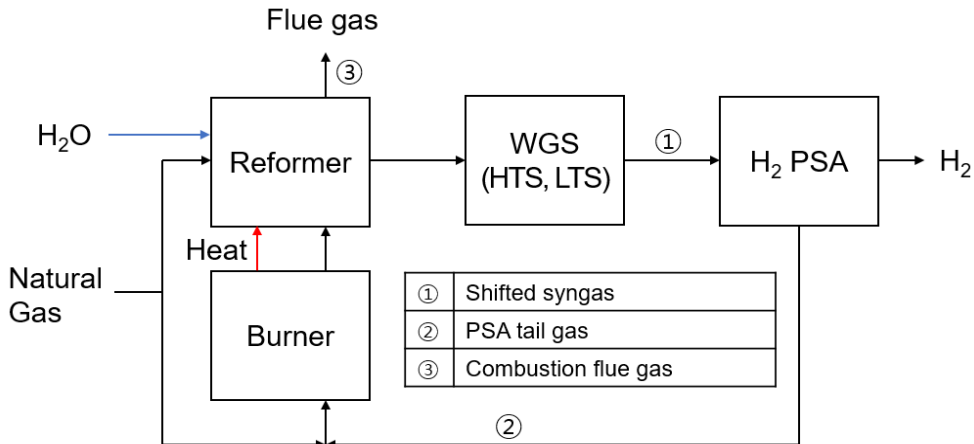 Flue gas
③
H₂O
Reformer
WGS
(HTS, LTS)
①
H₂ PSA
H₂
Heat
Natural
Gas
Burner
① Shifted syngas
② PSA tail gas
③ Combustion flue gas
②